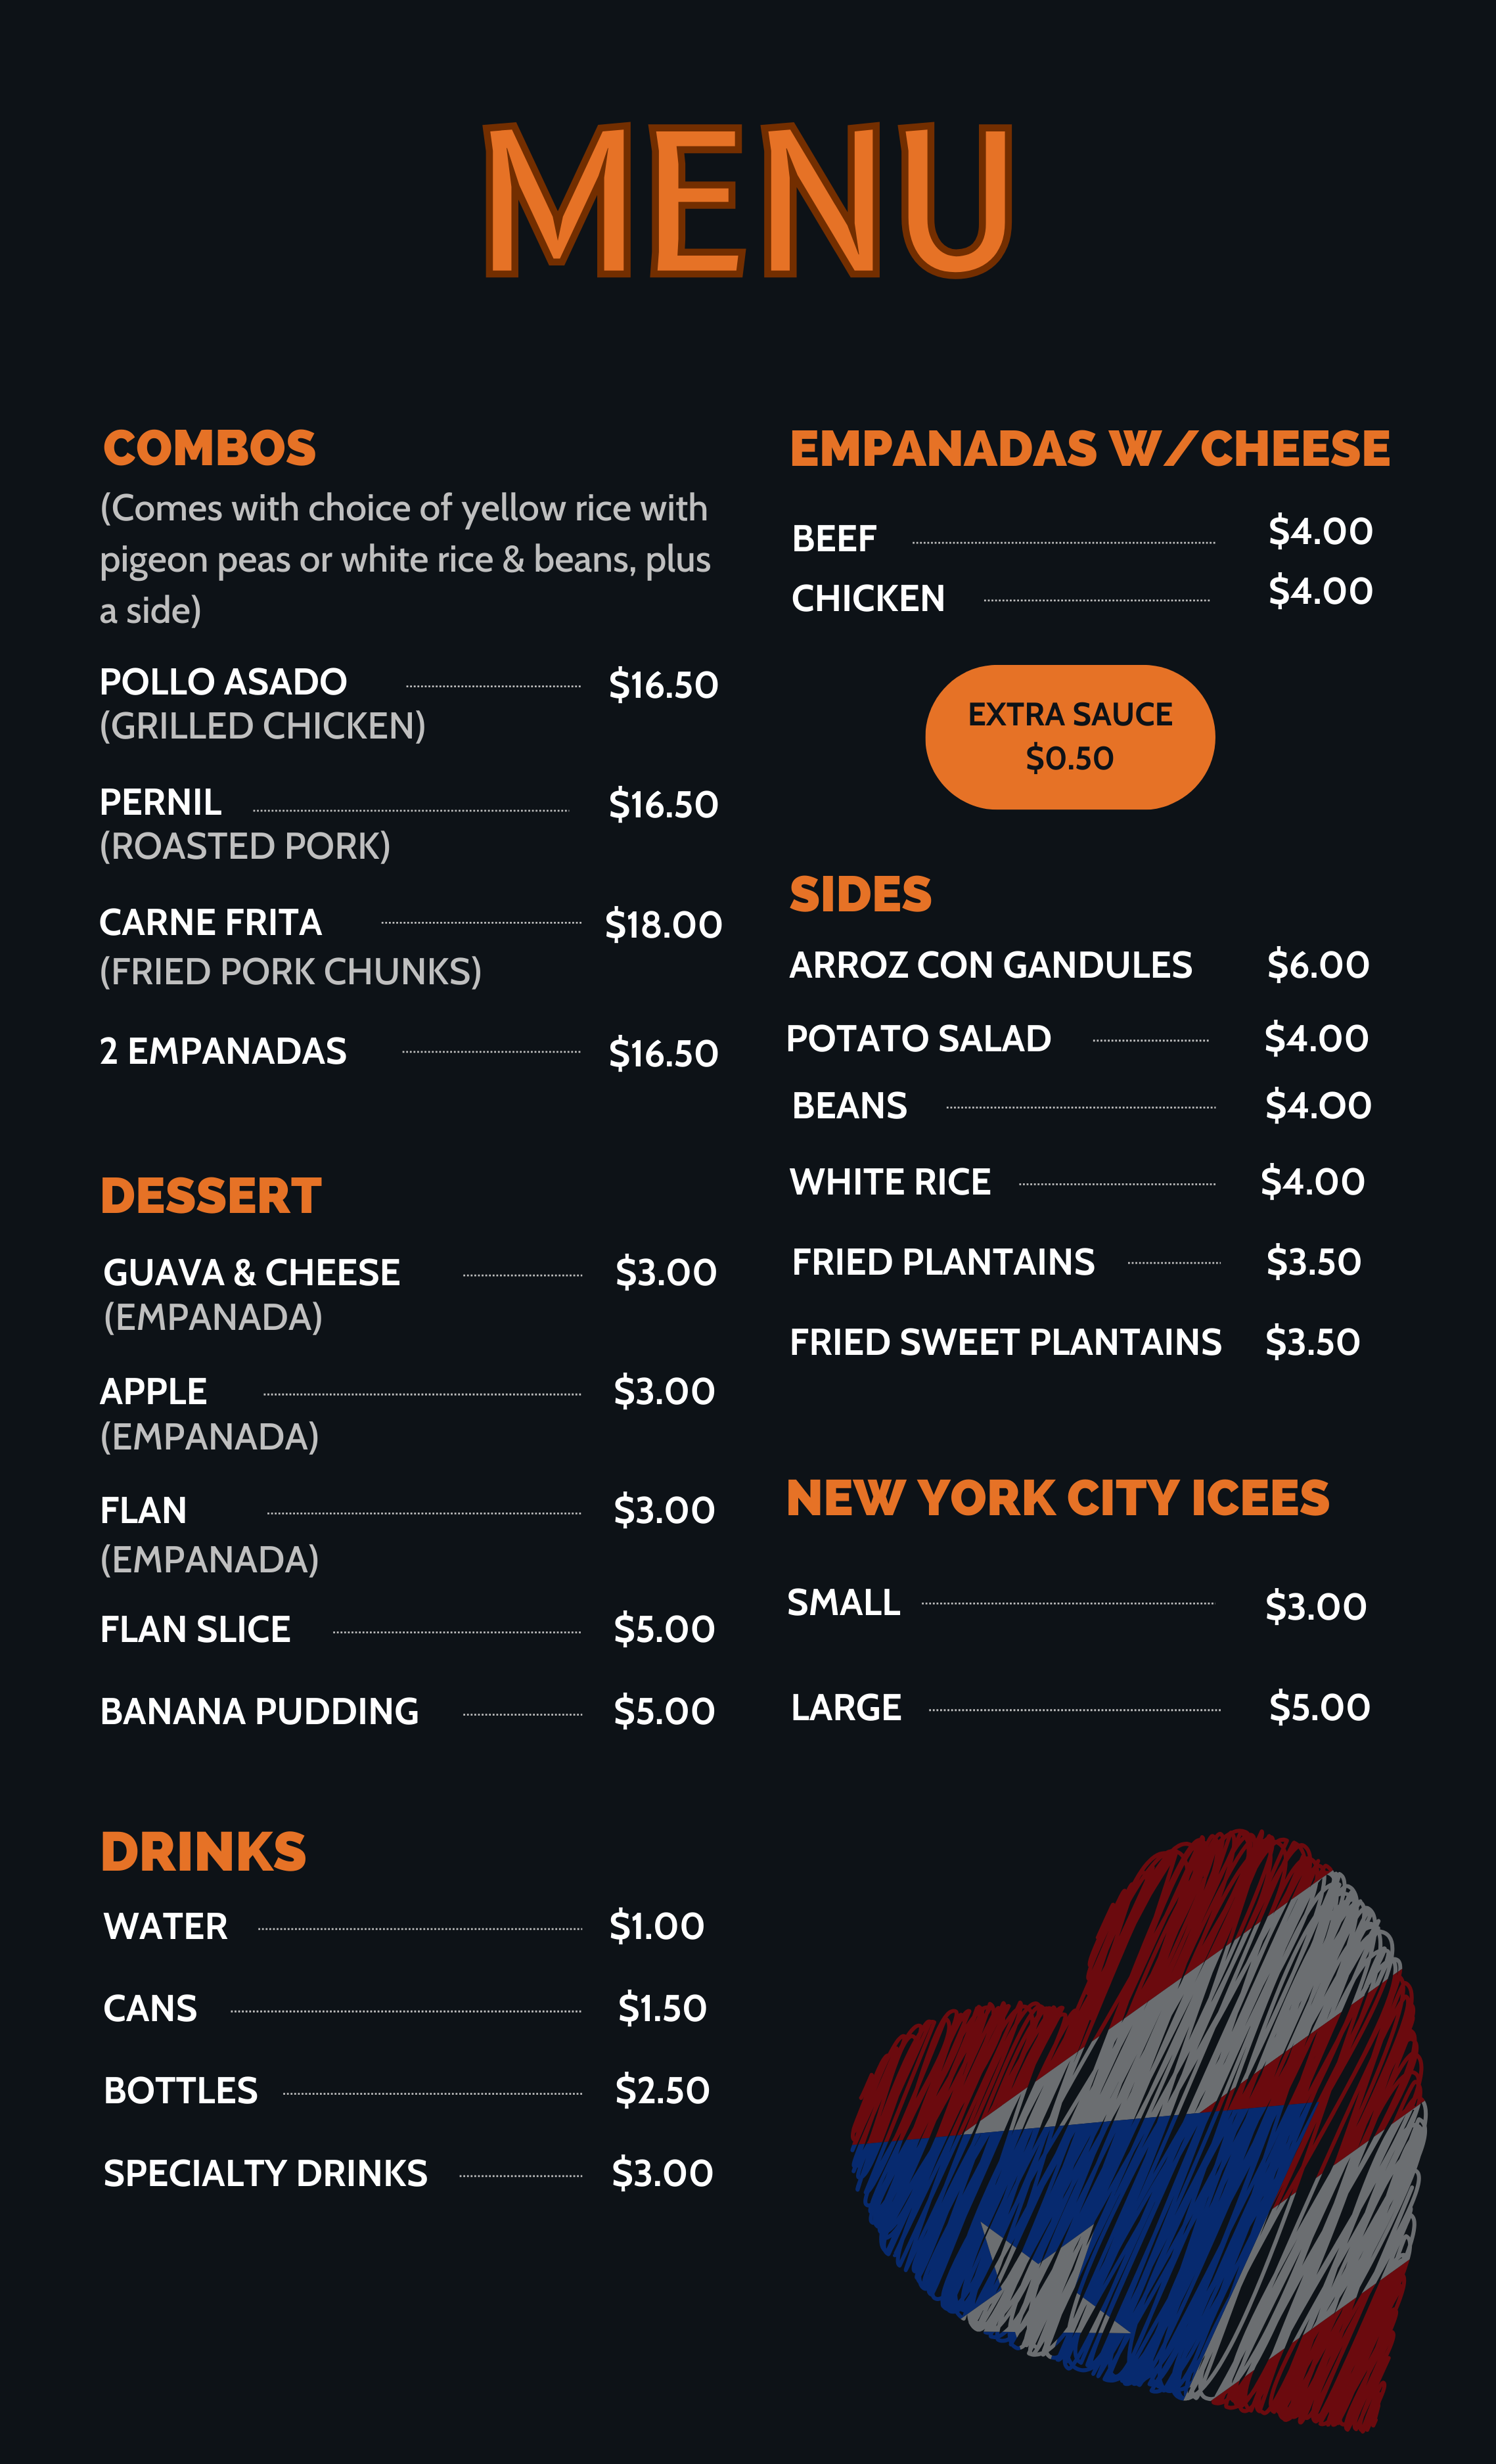 MENU
COMBOS
(Comes with choice of yellow rice with
pigeon peas or white rice & beans, plus
a side)
POLLO ASADO $16.50
(GRILLED CHICKEN)
PERNIL $16.50
(ROASTED PORK)
CARNE FRITA $18.00
(FRIED PORK CHUNKS)
2 EMPANADAS $16.50
DESSERT
GUAVA & CHEESE $3.00
(EMPANADA)
APPLE $3.00
(EMPANADA)
FLAN $3.00
(EMPANADA)
FLAN SLICE $5.00
BANANA PUDDING $5.00
DRINKS
WATER $1.00
CANS $1.50
BOTTLES $2.50
SPECIALTY DRINKS $3.00
EMPANADAS W/CHEESE
BEEF $4.00
CHICKEN $4.00
EXTRA SAUCE
$0.50
SIDES
ARROZ CON GANDULES $6.00
POTATO SALAD $4.00
BEANS $4.00
WHITE RICE $4.00
FRIED PLANTAINS $3.50
FRIED SWEET PLANTAINS $3.50
NEW YORK CITY ICEES
SMALL $3.00
LARGE $5.00